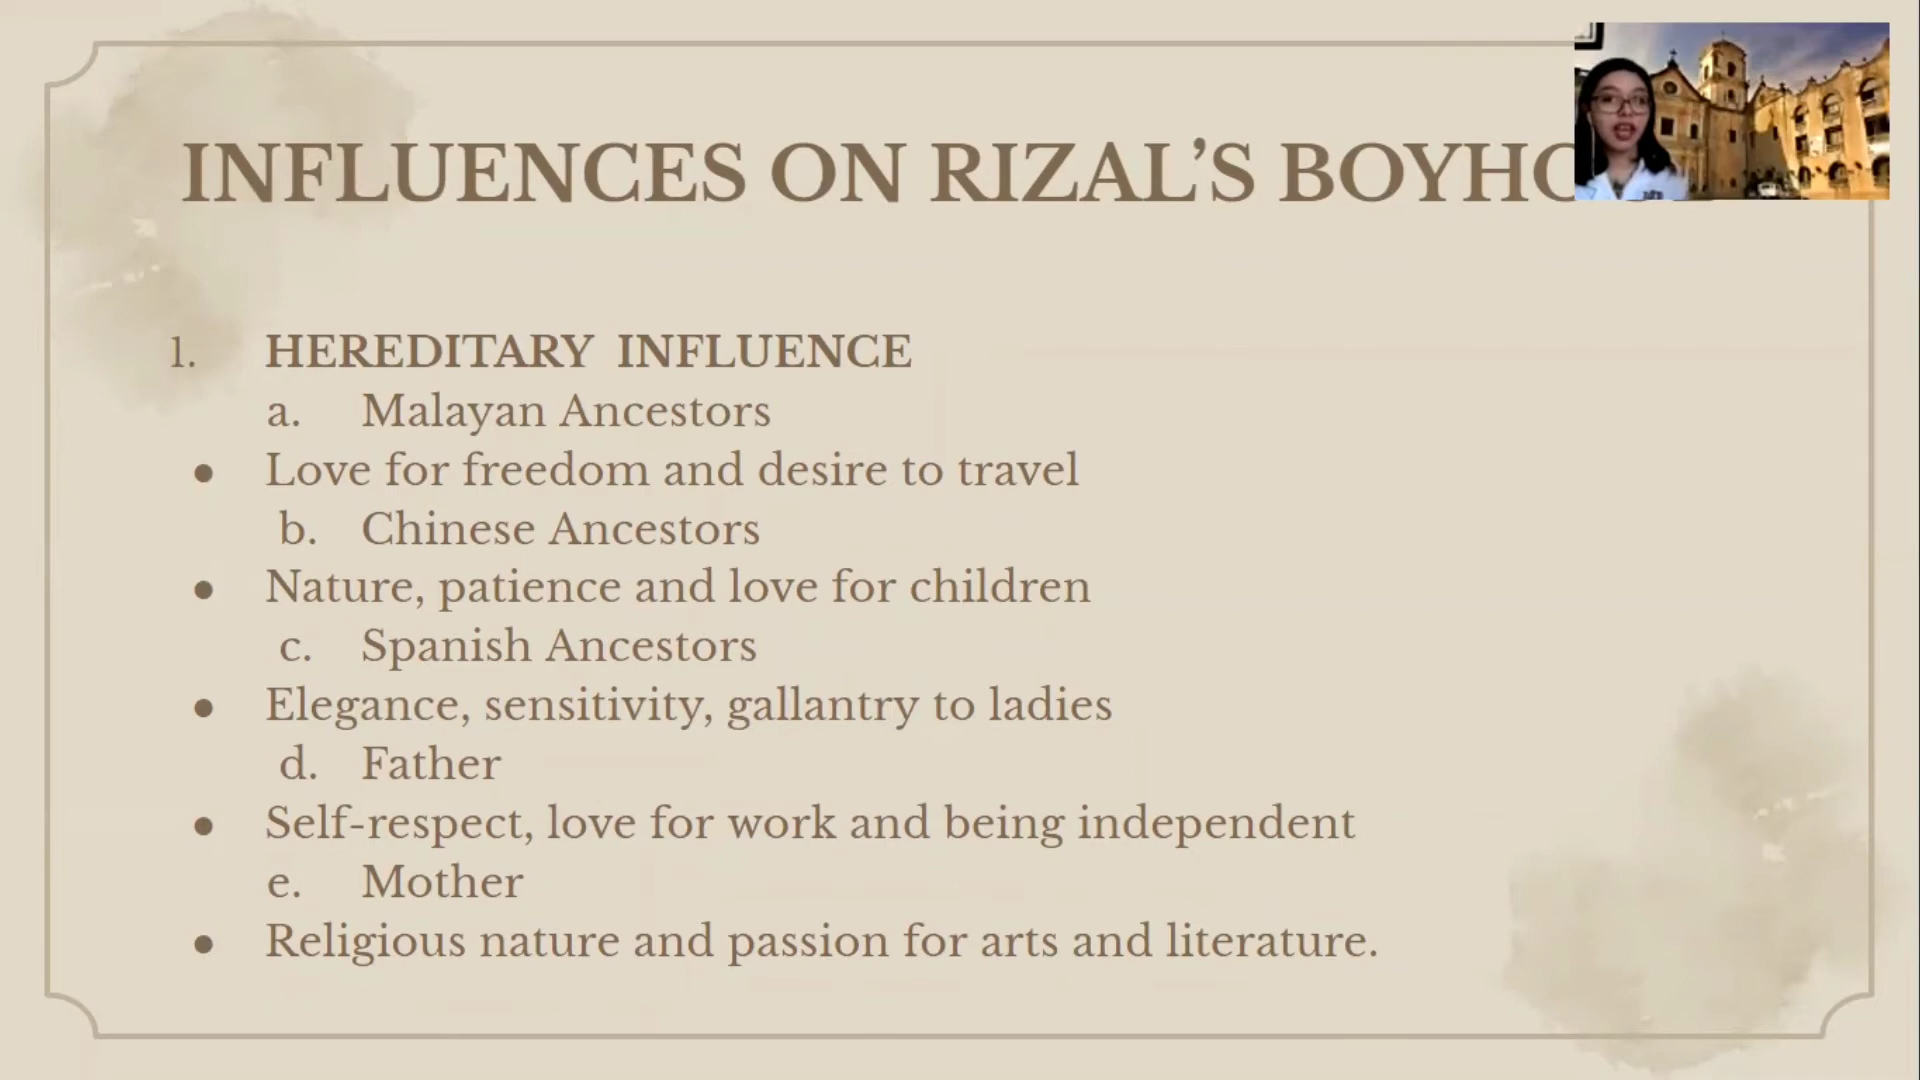 INFLUENCES ON RIZAL’S
1. HEREDITARY INFLUENCE
a. Malayan Ancestors
● Love for freedom and desire to travel
b. Chinese Ancestors
● Nature, patience and love for children
c. Spanish Ancestors
● Elegance, sensitivity, gallantry to ladies
d. Father
● Self-respect, love for work and being independent
e. Mother
● Religious nature and passion for arts and literature.